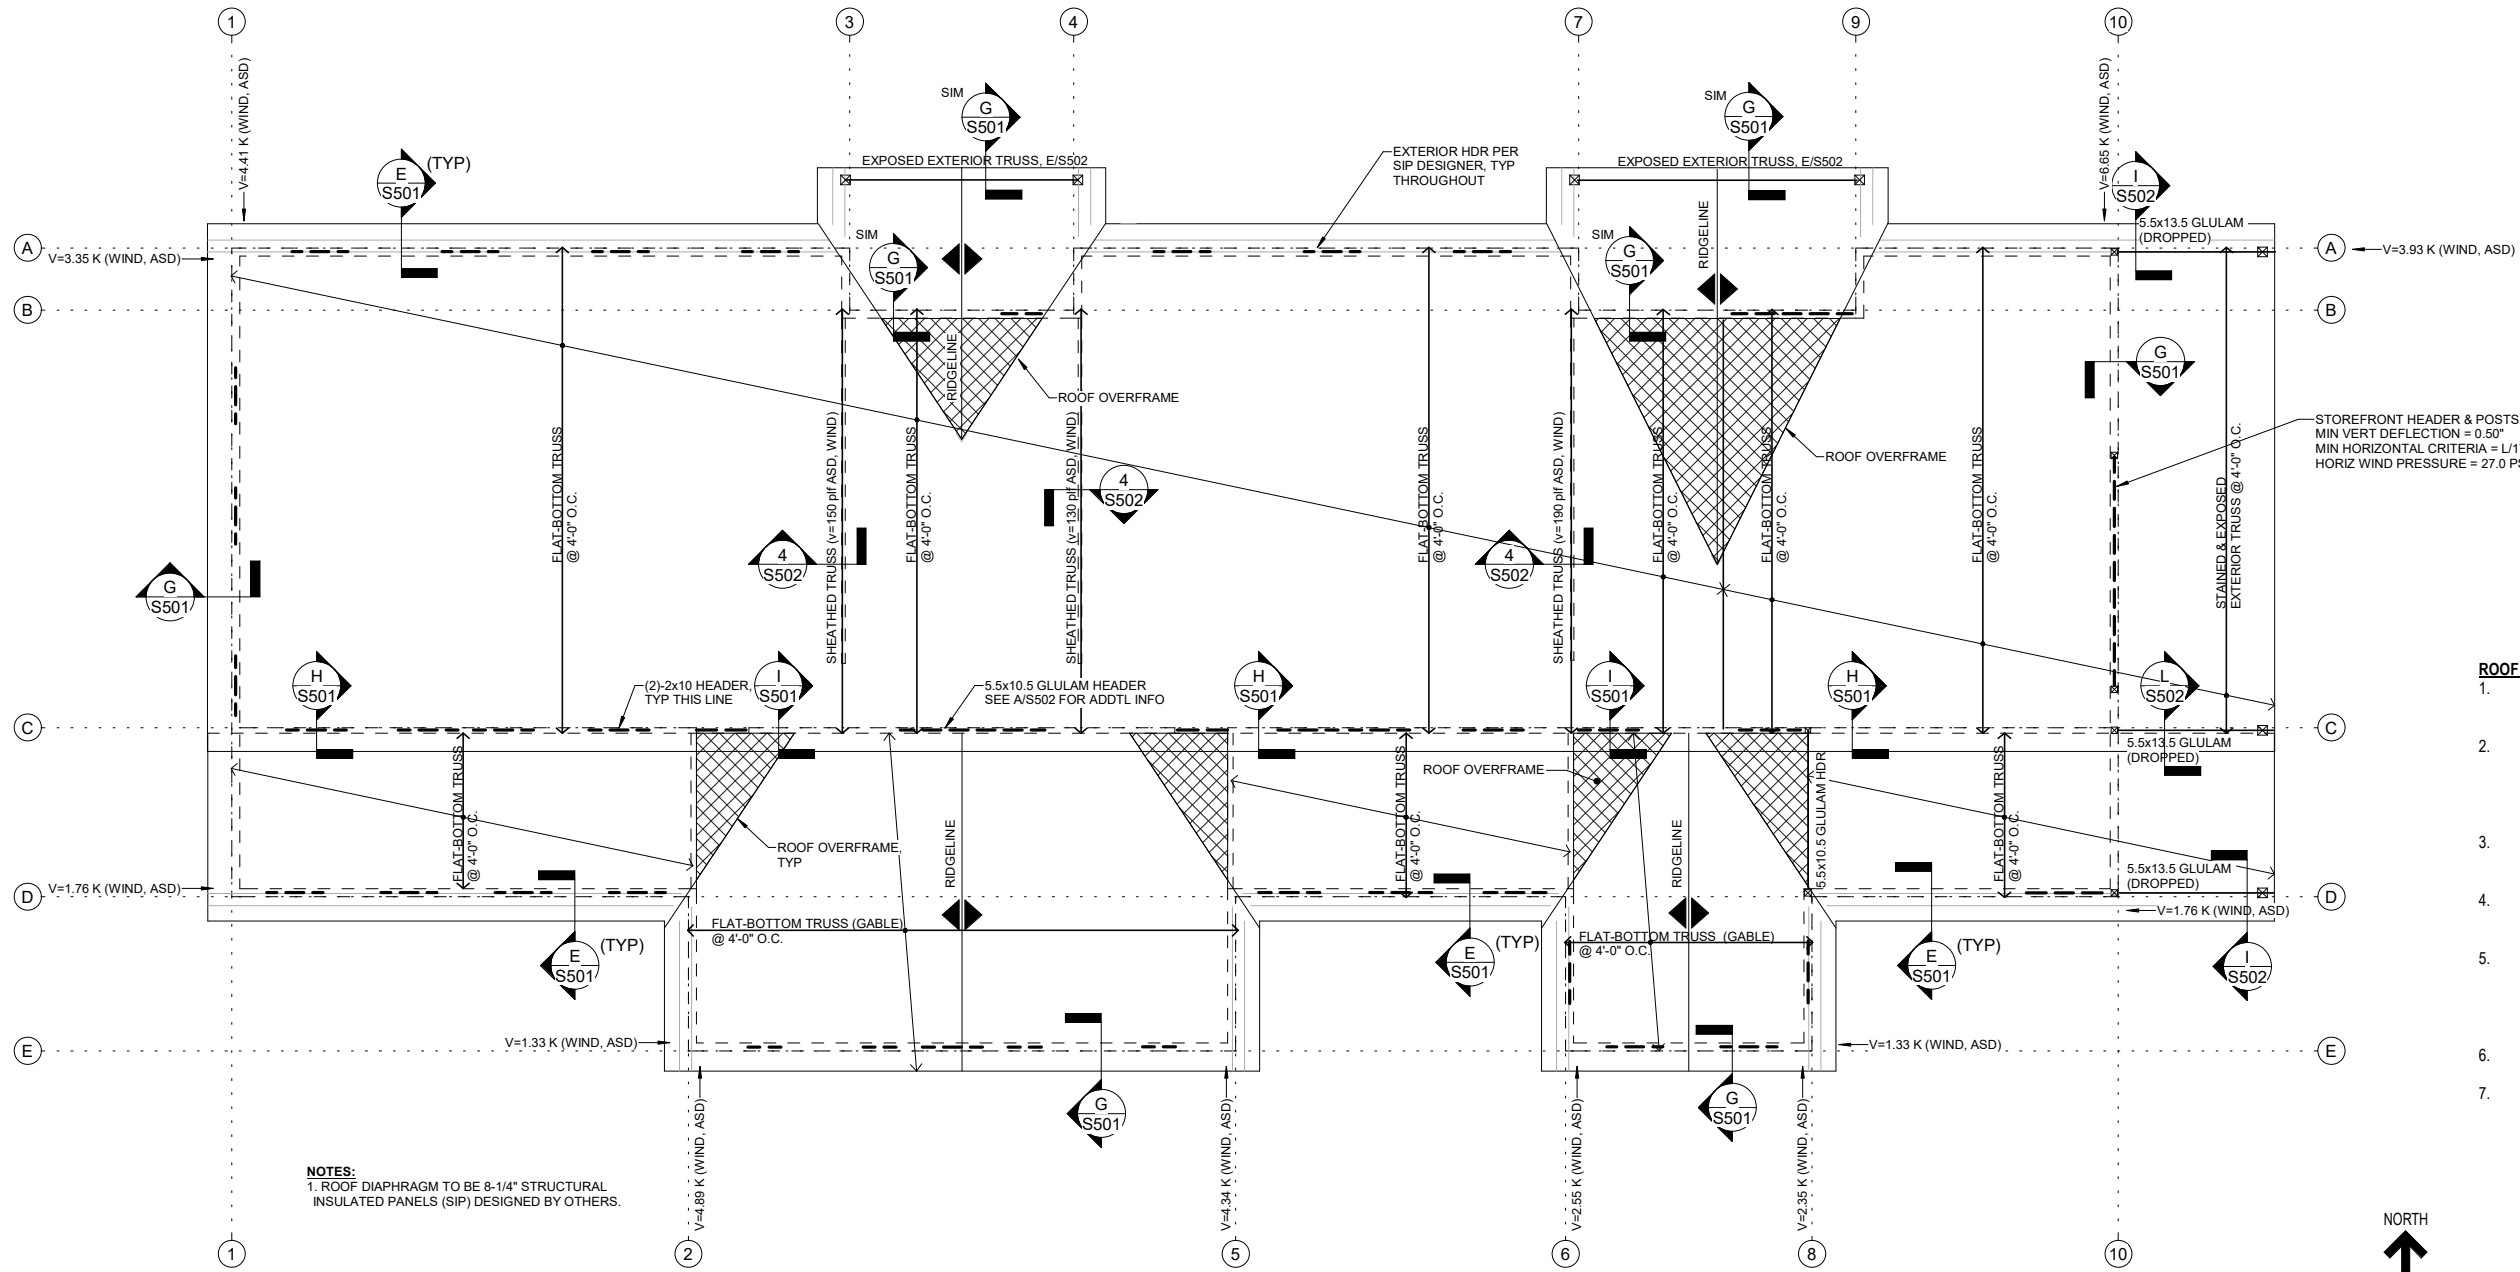 1
3
4
7
9
10
V=4.41 K (WIND, ASD)
V=6.65 K (WIND, ASD)
SIM
G
S501
SIM
G
S501
E
S501
(TYP)
EXPOSED EXTERIOR TRUSS, E/S502
EXTERIOR HDR PER
SIP DESIGNER, TYP
THROUGHOUT
EXPOSED EXTERIOR TRUSS, E/S502
I
S502
5.5x13.5 GLULAM
(DROPPED)
A
V=3.35 K (WIND, ASD)
SIM
G
S501
SIM
G
S501
RIDGELINE
A
V=3.93 K (WIND, ASD)
B
B
RIDGELINE
ROOF OVERFRAME
ROOF OVERFRAME
G
S501
STOREFRONT HEADER & POSTS
MIN VERT DEFLECTION = 0.50"
MIN HORIZONTAL CRITERIA = L/1
HORIZ WIND PRESSURE = 27.0 P
FLAT-BOTTOM TRUSS
@ 4'-0" O.C.
SHEATHED TRUSS (v=150 plf ASD, WIND)
FLAT-BOTTOM TRUSS
@ 4'-0" O.C.
SHEATHED TRUSS (v=130 plf ASD, WIND)
FLAT-BOTTOM TRUSS
@ 4'-0" O.C.
SHEATHED TRUSS (v=190 plf ASD, WIND)
FLAT-BOTTOM TRUSS
@ 4'-0" O.C.
FLAT-BOTTOM TRUSS
@ 4'-0" O.C.
FLAT-BOTTOM TRUSS
@ 4'-0" O.C.
STAINED & EXPOSED
EXTERIOR TRUSS @ 4'-0" O.C.
4
S502
4
S502
4
S502
G
S501
H
S501
(2)-2x10 HEADER,
TYP THIS LINE
I
S501
5.5x10.5 GLULAM HEADER
SEE A/S502 FOR ADDTL INFO
H
S501
I
S501
H
S501
L
S502
ROOF
1.
2.
3.
4.
5.
6.
7.
C
C
5.5x13.5 GLULAM
(DROPPED)
FLAT-BOTTOM TRUSS
@ 4'-0" O.C.
ROOF OVERFRAME,
TYP
RIDGELINE
FLAT-BOTTOM TRUSS
@ 4'-0" O.C.
ROOF OVERFRAME
RIDGELINE
5.5x10.5 GLULAM HDR
FLAT-BOTTOM TRUSS
@ 4'-0" O.C.
5.5x13.5 GLULAM
(DROPPED)
D
V=1.76 K (WIND, ASD)
V=1.76 K (WIND, ASD)
D
FLAT-BOTTOM TRUSS (GABLE)
@ 4'-0" O.C.
FLAT-BOTTOM TRUSS (GABLE)
@ 4'-0" O.C.
E
S501
(TYP)
E
S501
(TYP)
E
S501
(TYP)
I
S502
E
V=1.33 K (WIND, ASD)
V=1.33 K (WIND, ASD)
E
G
S501
G
S501
V=4.89 K (WIND, ASD)
V=4.34 K (WIND, ASD)
V=2.55 K (WIND, ASD)
V=2.35 K (WIND, ASD)
NOTES:
1. ROOF DIAPHRAGM TO BE 8-1/4" STRUCTURAL
INSULATED PANELS (SIP) DESIGNED BY OTHERS.
NORTH
1
2
5
6
8
10